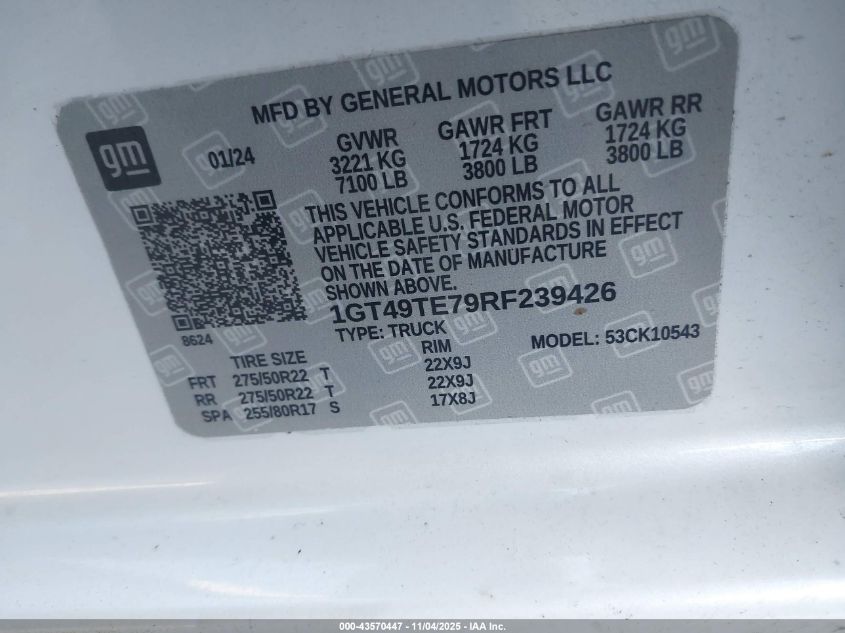 MFD BY GENERAL MOTORS LLC
gm
01/24
GVWR
3221 KG
7100 LB
GAWR FRT
1724 KG
3800 LB
GAWR RR
1724 KG
3800 LB
THIS VEHICLE CONFORMS TO ALL
APPLICABLE U.S. FEDERAL MOTOR
VEHICLE SAFETY STANDARDS IN EFFECT
ON THE DATE OF MANUFACTURE
SHOWN ABOVE.
1GT49TE79RF239426
8624
TYPE: TRUCK
MODEL: 53CK10543
TIRE SIZE RIM
FRT 275/50R22 T 22X9J
RR 275/50R22 T 22X9J
SPA 255/80R17 S 17X8J
000-43570447 - 11/04/2025 - IAA Inc.